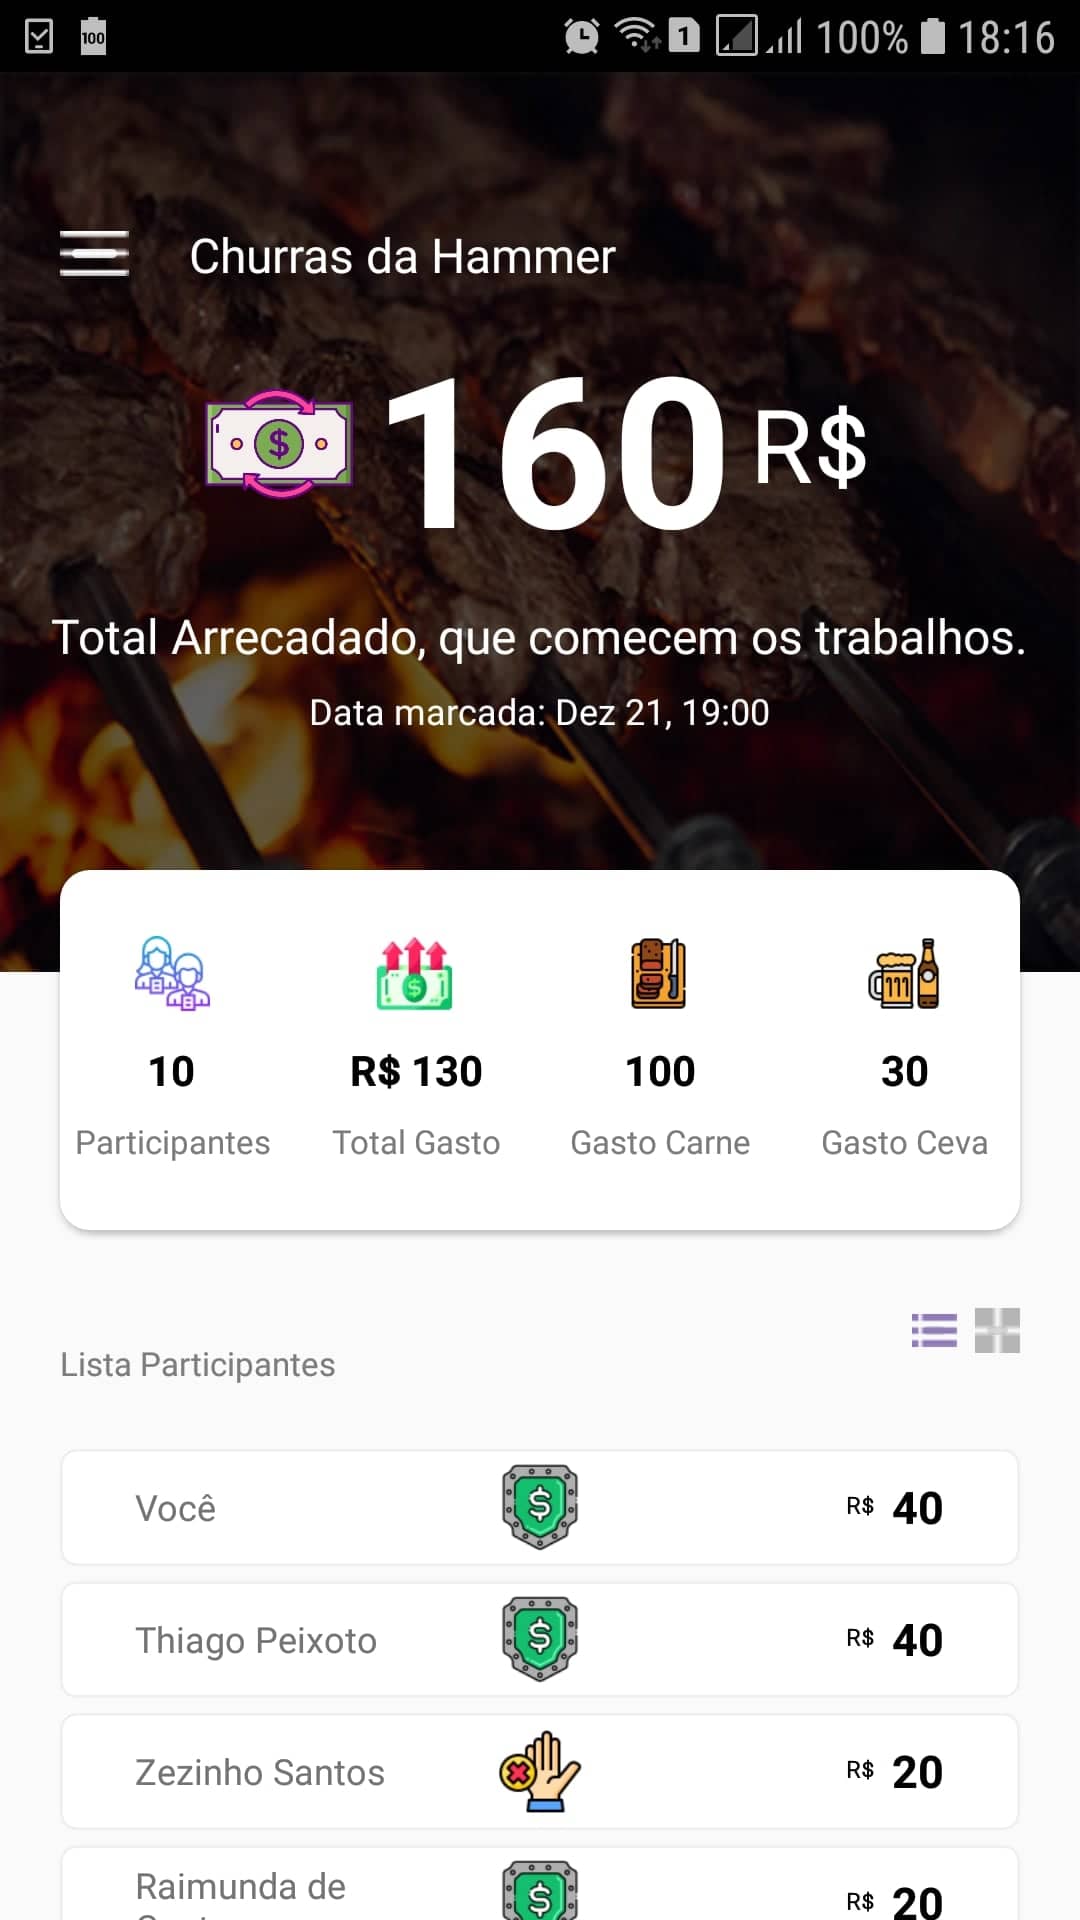 100
1
100%
18:16
Churras da Hammer
160 R$
Total Arrecadado, que comecem os trabalhos.
Data marcada: Dez 21, 19:00
10
R$ 130
100
30
Participantes
Total Gasto
Gasto Carne
Gasto Ceva
Lista Participantes
Você
R$ 40
Thiago Peixoto
R$ 40
Zezinho Santos
R$ 20
Raimunda de
R$ 20